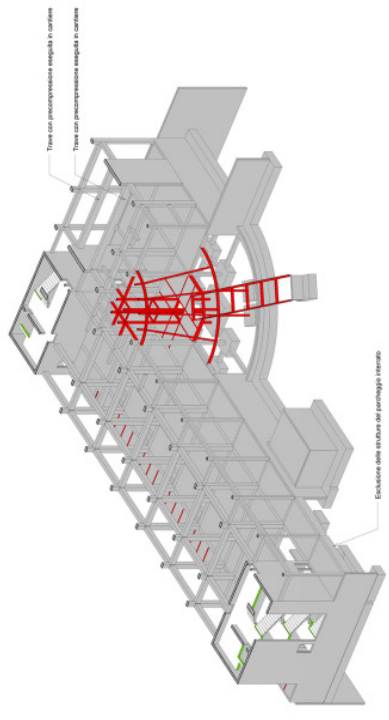 Trave con precompressione eseguita in cantiere
Trave con precompressione eseguita in cantiere
Esclusione delle strutture del parcheggio interrato